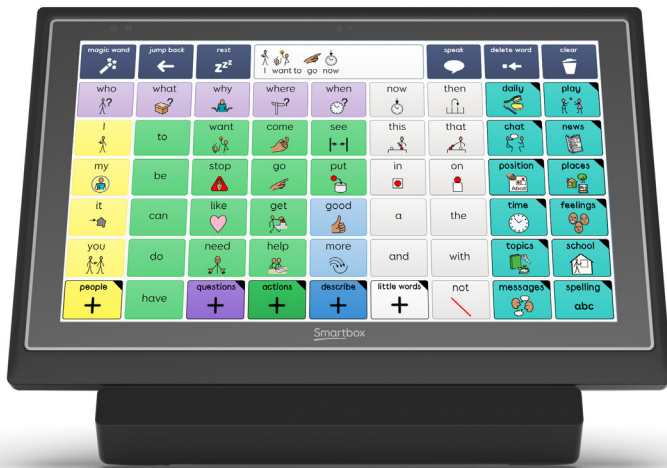 magic wand
jump back
rest
zzz
I want to go now
speak
delete word
clear
who
what
why
where
when
now
then
daily
play
I
to
want
come
see
this
that
chat
news
my
be
stop
go
put
in
on
position
Abcd
places
it
can
like
get
good
a
the
time
feelings
you
do
need
help
more
and
with
topics
school
people
have
questions
actions
describe
little words
not
messages
spelling
abc
Smartbox